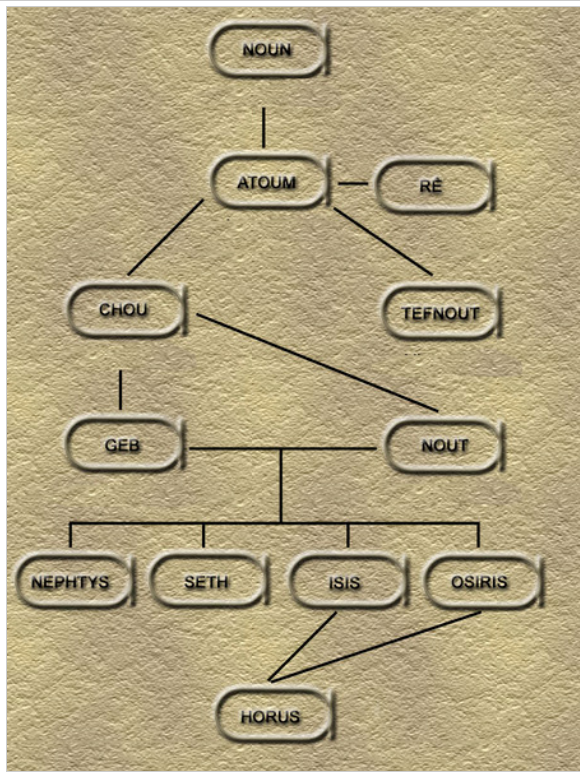 NOUN
ATOUM
RÊ
CHOU
TEFNOUT
GEB
NOUT
NEPHTYS
SETH
ISIS
OSIRIS
HORUS